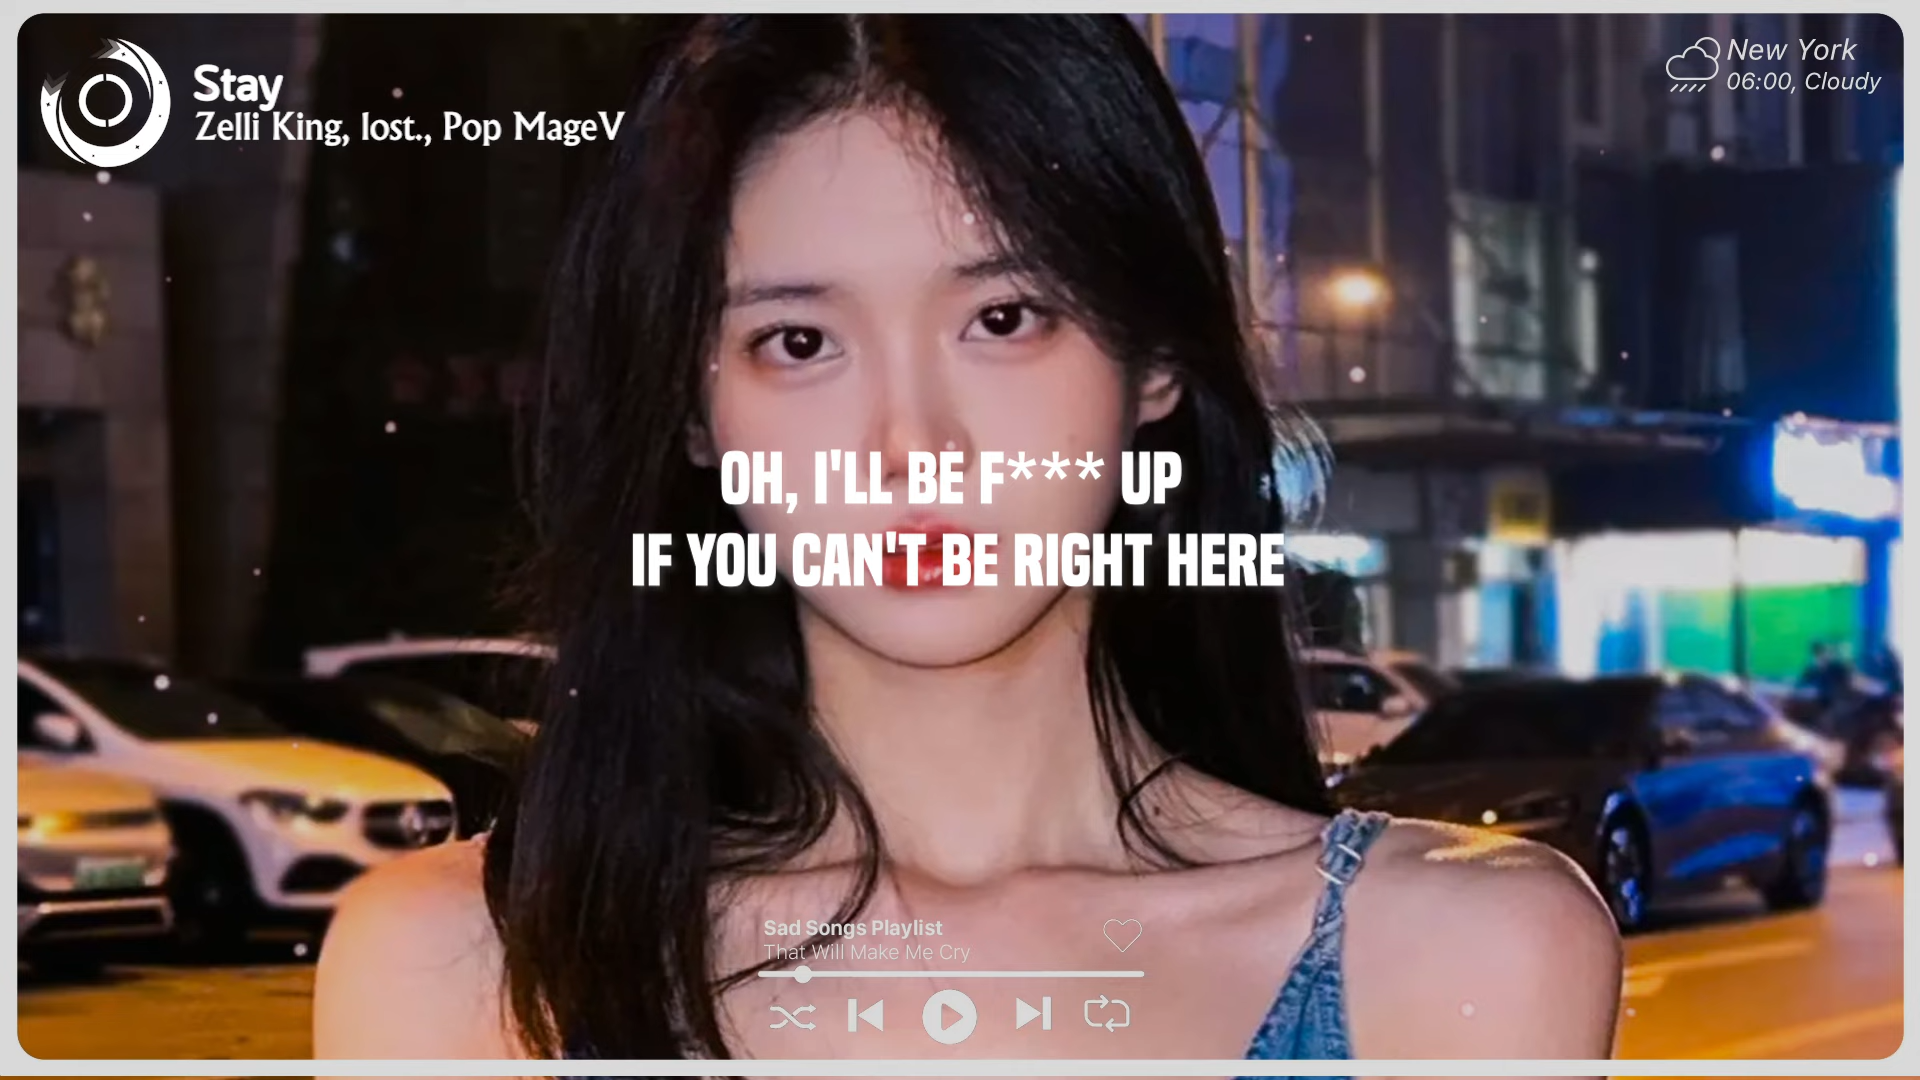 Stay
Zelli King, lost., Pop MageV
New York
06:00, Cloudy
OH, I'LL BE F*** UP
IF YOU CAN'T BE RIGHT HERE
Sad Songs Playlist
That Will Make Me Cry